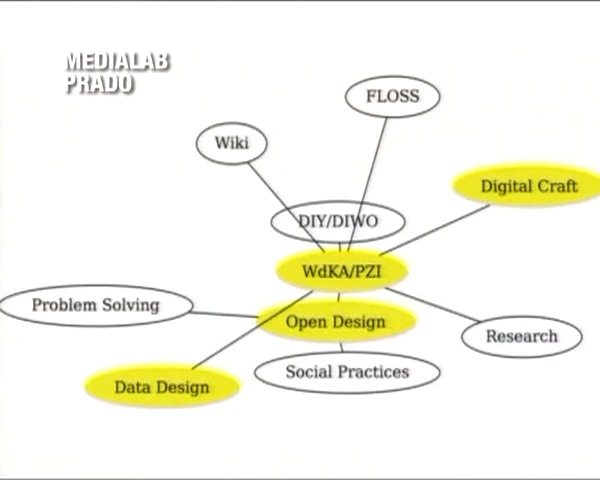 MEDIALAB
PRADO
FLOSS
Wiki
Digital Craft
DIY/DIWO
WdKA/PZI
Problem Solving
Open Design
Research
Social Practices
Data Design